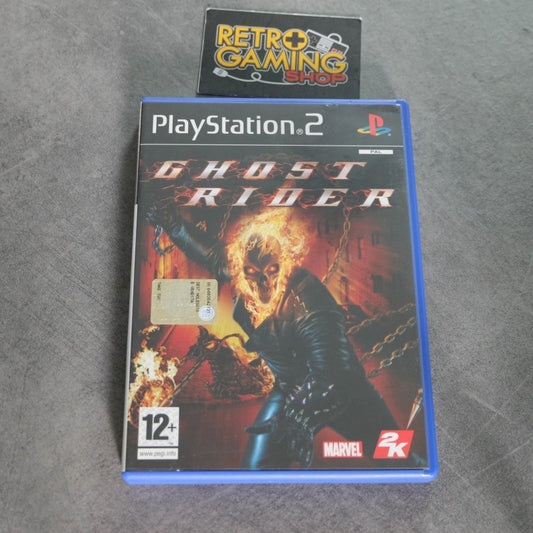 RETRO
GAMING
SHOP
PlayStation®2
PAL
GHOST
RIDER
12+
www.pegi.info
MARVEL
2K